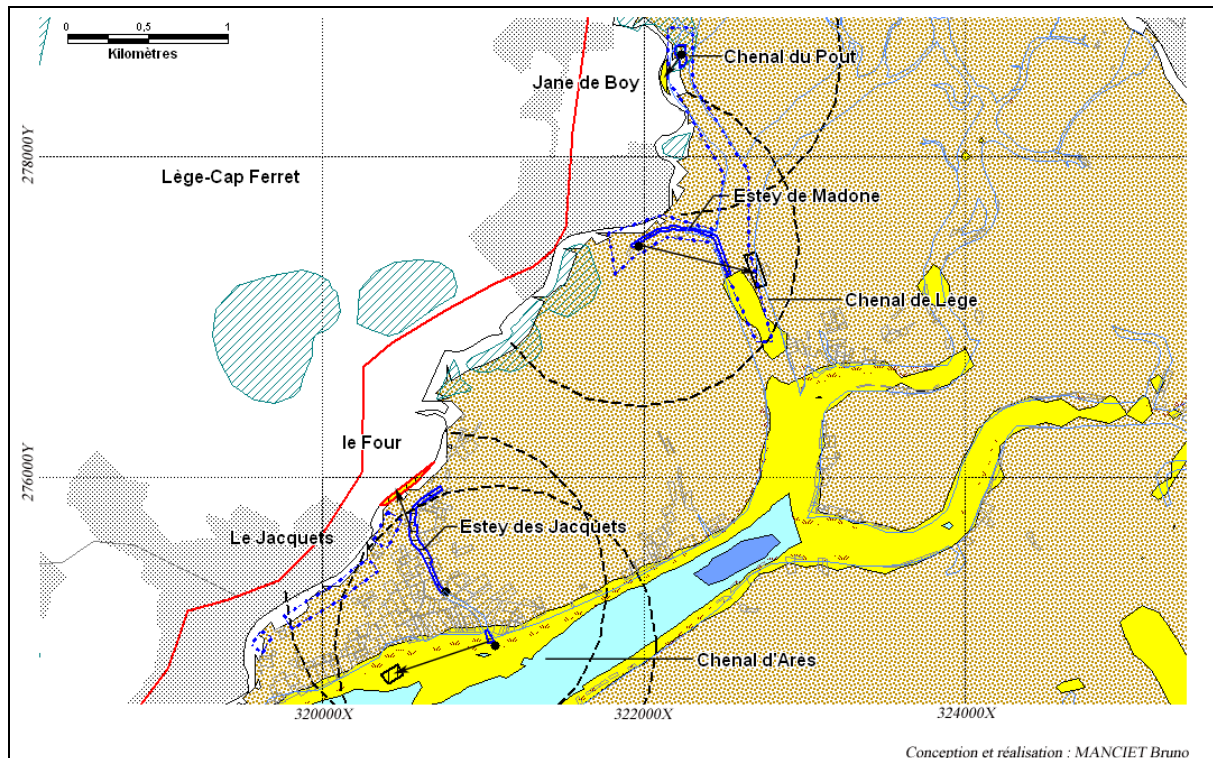 0 0,5 1
Kilomètres
Chenal du Pout
Jane de Boy
278000Y
Lège-Cap Ferret
Estey de Madone
Chenal de Lège
le Four
276000Y
Le Jacquets
Estey des Jacquets
Chenal d'Arès
320000X 322000X 324000X
Conception et réalisation : MANCIET Bruno